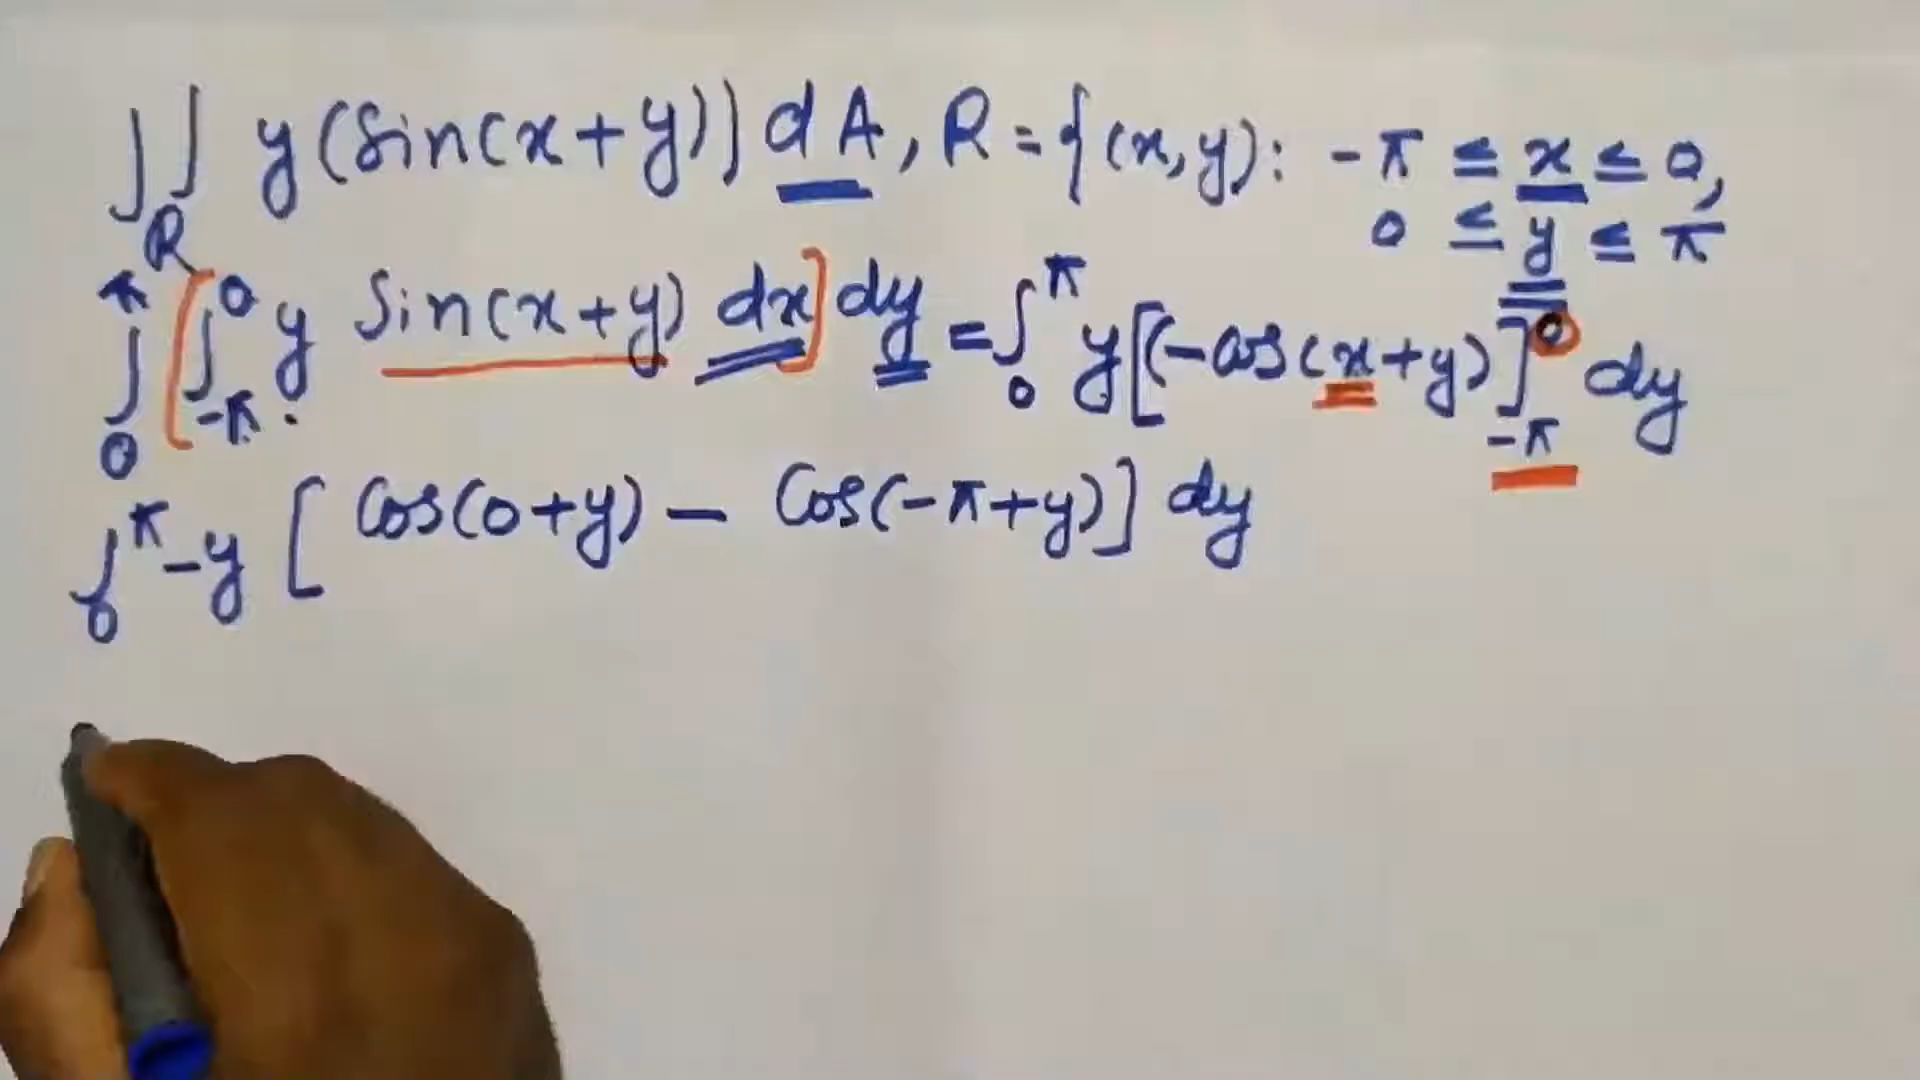 ∬_R y(Sin(x+y)) dA, R = {(x,y): -π ≤ x ≤ 0,
0 ≤ y ≤ π
∫_0^π [∫_{-π}^0 y Sin(x+y) dx] dy = ∫_0^π y[(-cos(x+y)]_{-π}^0 dy
∫_0^π -y [Cos(0+y) - Cos(-π+y)] dy